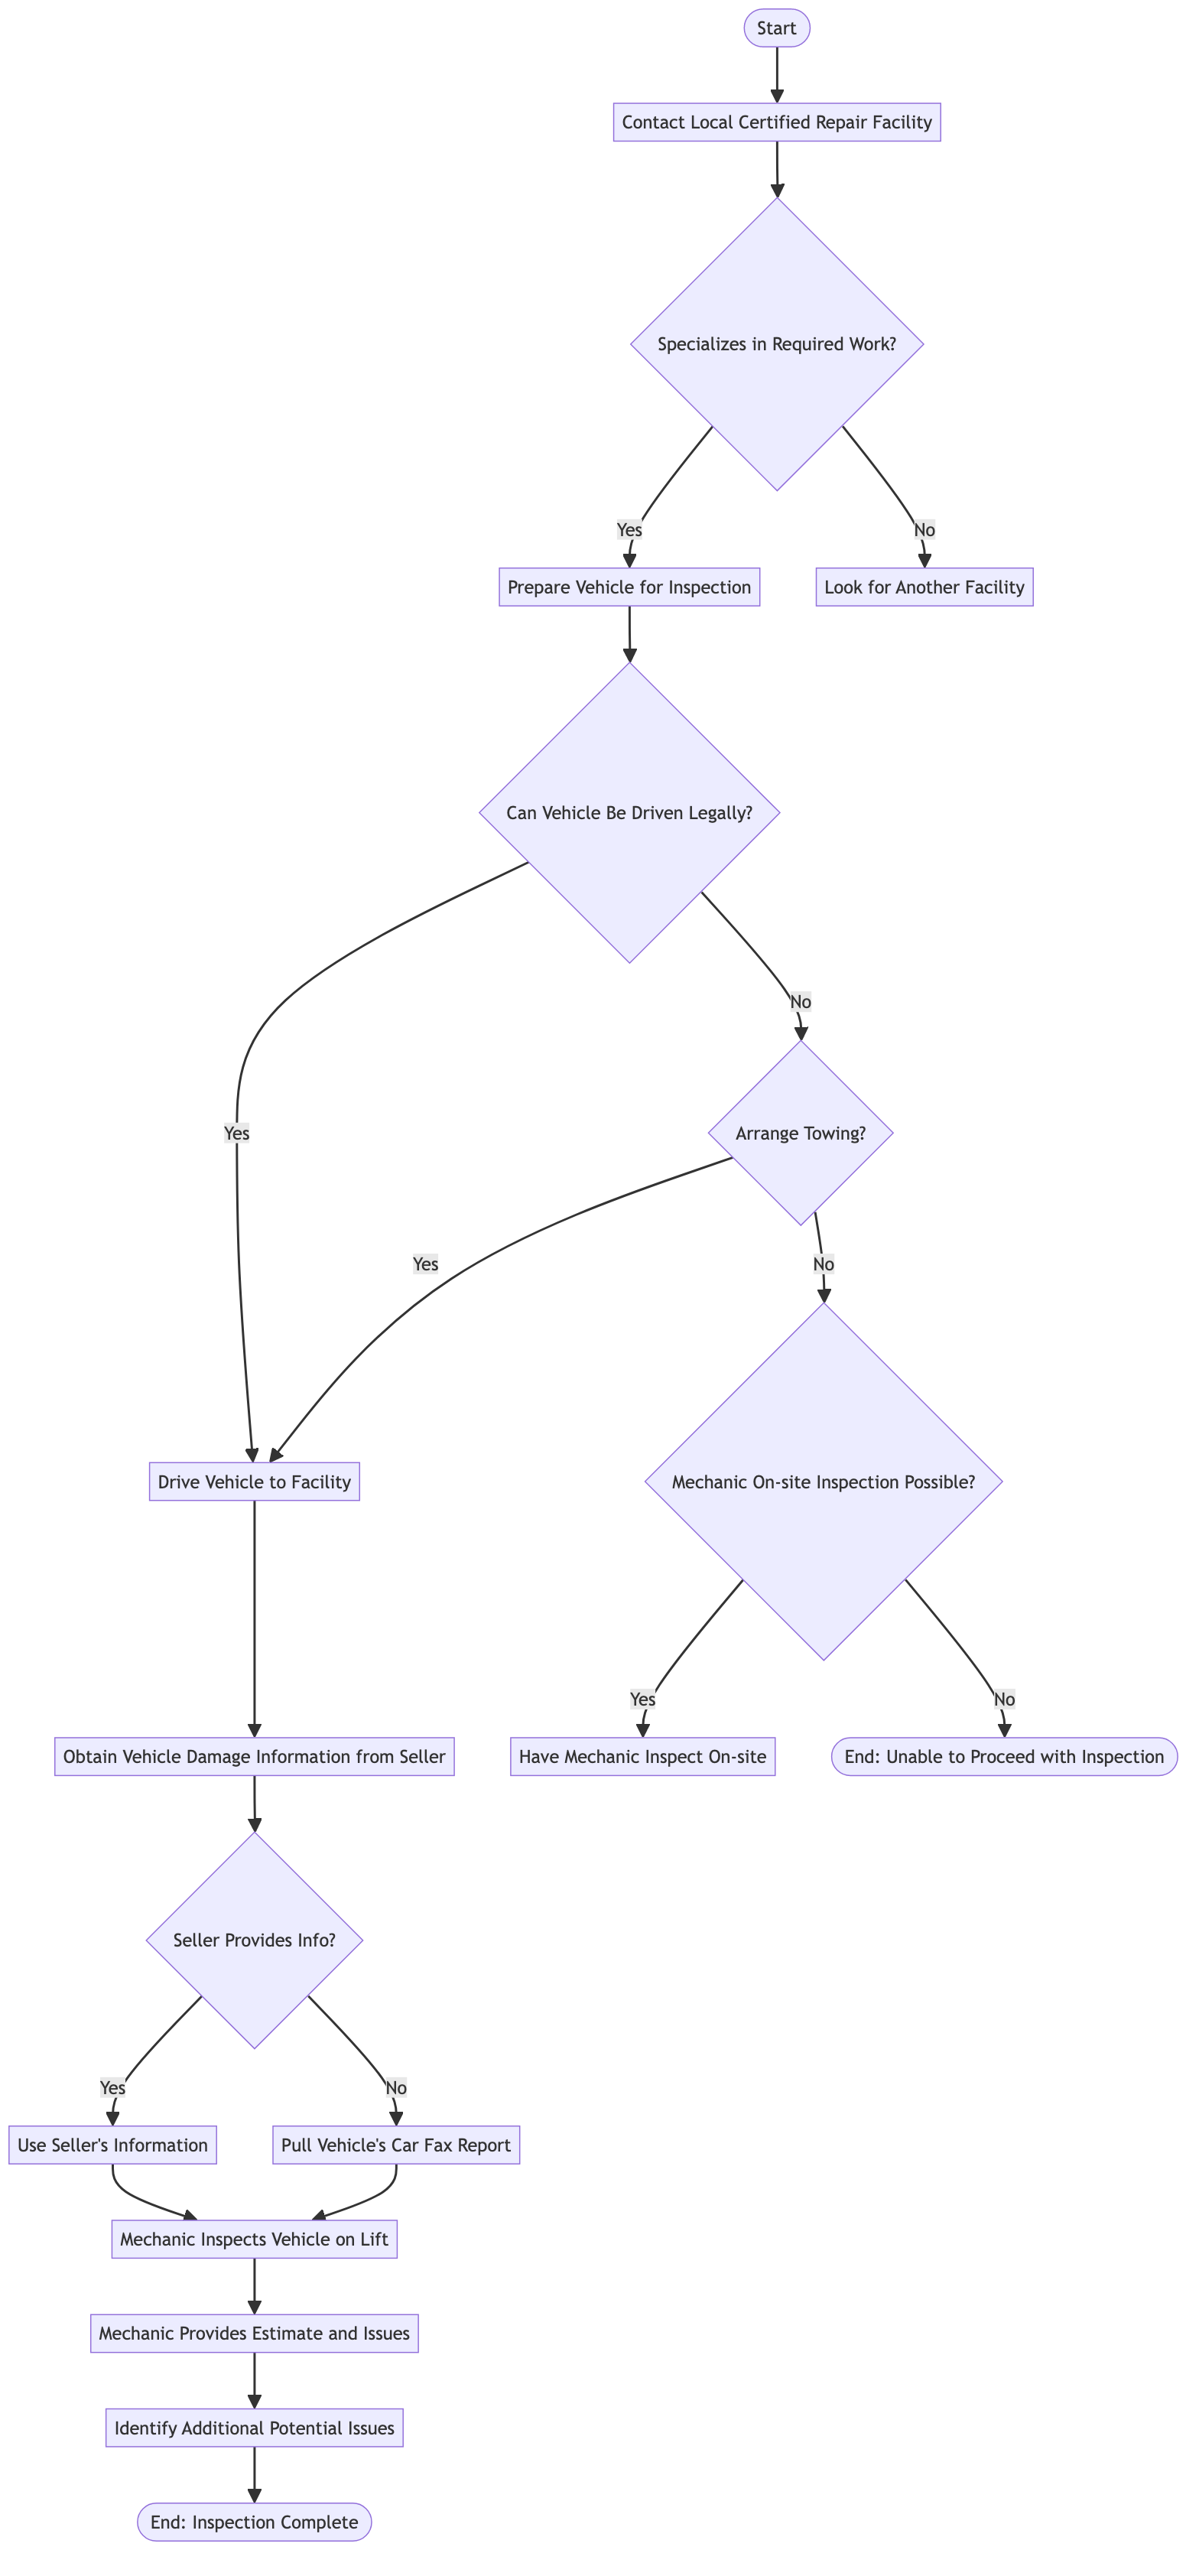 Start
Contact Local Certified Repair Facility
Specializes in Required Work?
Yes
No
Prepare Vehicle for Inspection
Look for Another Facility
Can Vehicle Be Driven Legally?
No
Yes
Arrange Towing?
Yes
No
Drive Vehicle to Facility
Mechanic On-site Inspection Possible?
Yes
No
Obtain Vehicle Damage Information from Seller
Have Mechanic Inspect On-site
End: Unable to Proceed with Inspection
Seller Provides Info?
Yes
No
Use Seller's Information
Pull Vehicle's Car Fax Report
Mechanic Inspects Vehicle on Lift
Mechanic Provides Estimate and Issues
Identify Additional Potential Issues
End: Inspection Complete